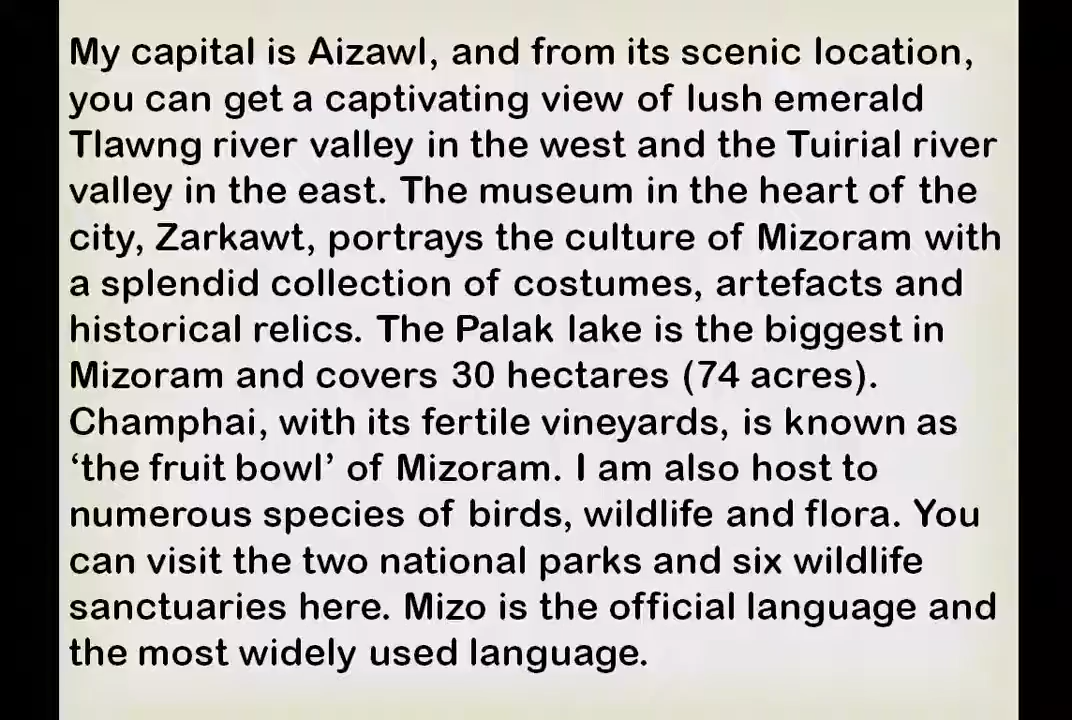 My capital is Aizawl, and from its scenic location,
you can get a captivating view of lush emerald
Tlawng river valley in the west and the Tuirial river
valley in the east. The museum in the heart of the
city, Zarkawt, portrays the culture of Mizoram with
a splendid collection of costumes, artefacts and
historical relics. The Palak lake is the biggest in
Mizoram and covers 30 hectares (74 acres).
Champhai, with its fertile vineyards, is known as
‘the fruit bowl’ of Mizoram. I am also host to
numerous species of birds, wildlife and flora. You
can visit the two national parks and six wildlife
sanctuaries here. Mizo is the official language and
the most widely used language.